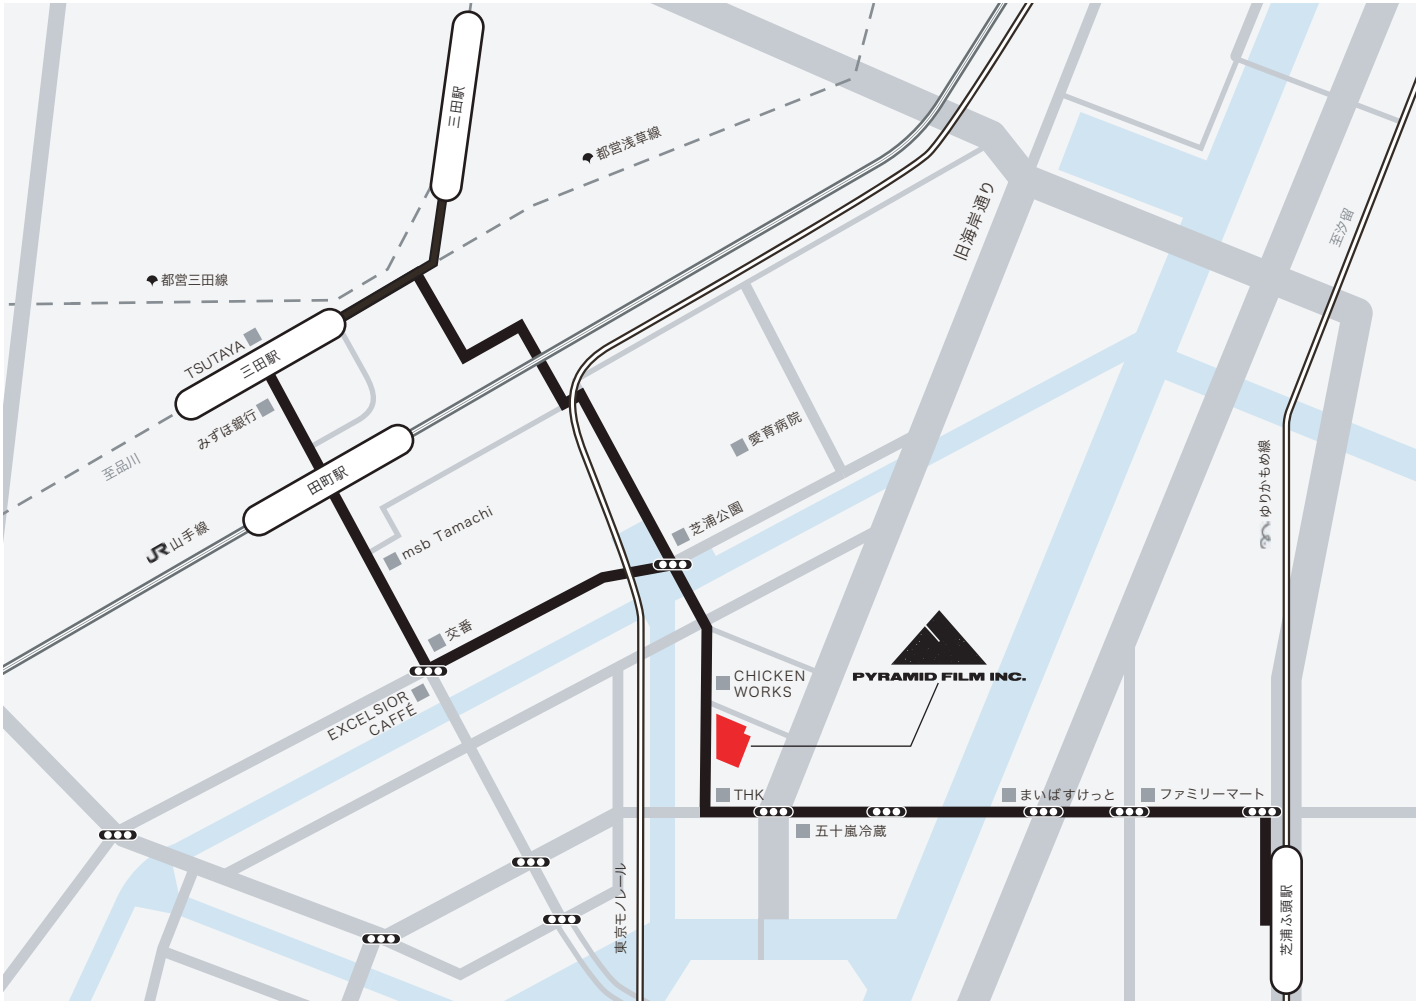 三田駅
都営浅草線
旧海岸通り
至汐留
都営三田線
TSUTAYA
三田駅
みずほ銀行
至品川
田町駅
愛育病院
ゆりかもめ線
JR 山手線
msb Tamachi
芝浦公園
交番
EXCELSIOR
CAFFÉ
CHICKEN
WORKS
PYRAMID FILM INC.
THK
まいばすけっと
ファミリーマート
五十嵐冷蔵
東京モノレール
芝浦ふ頭駅